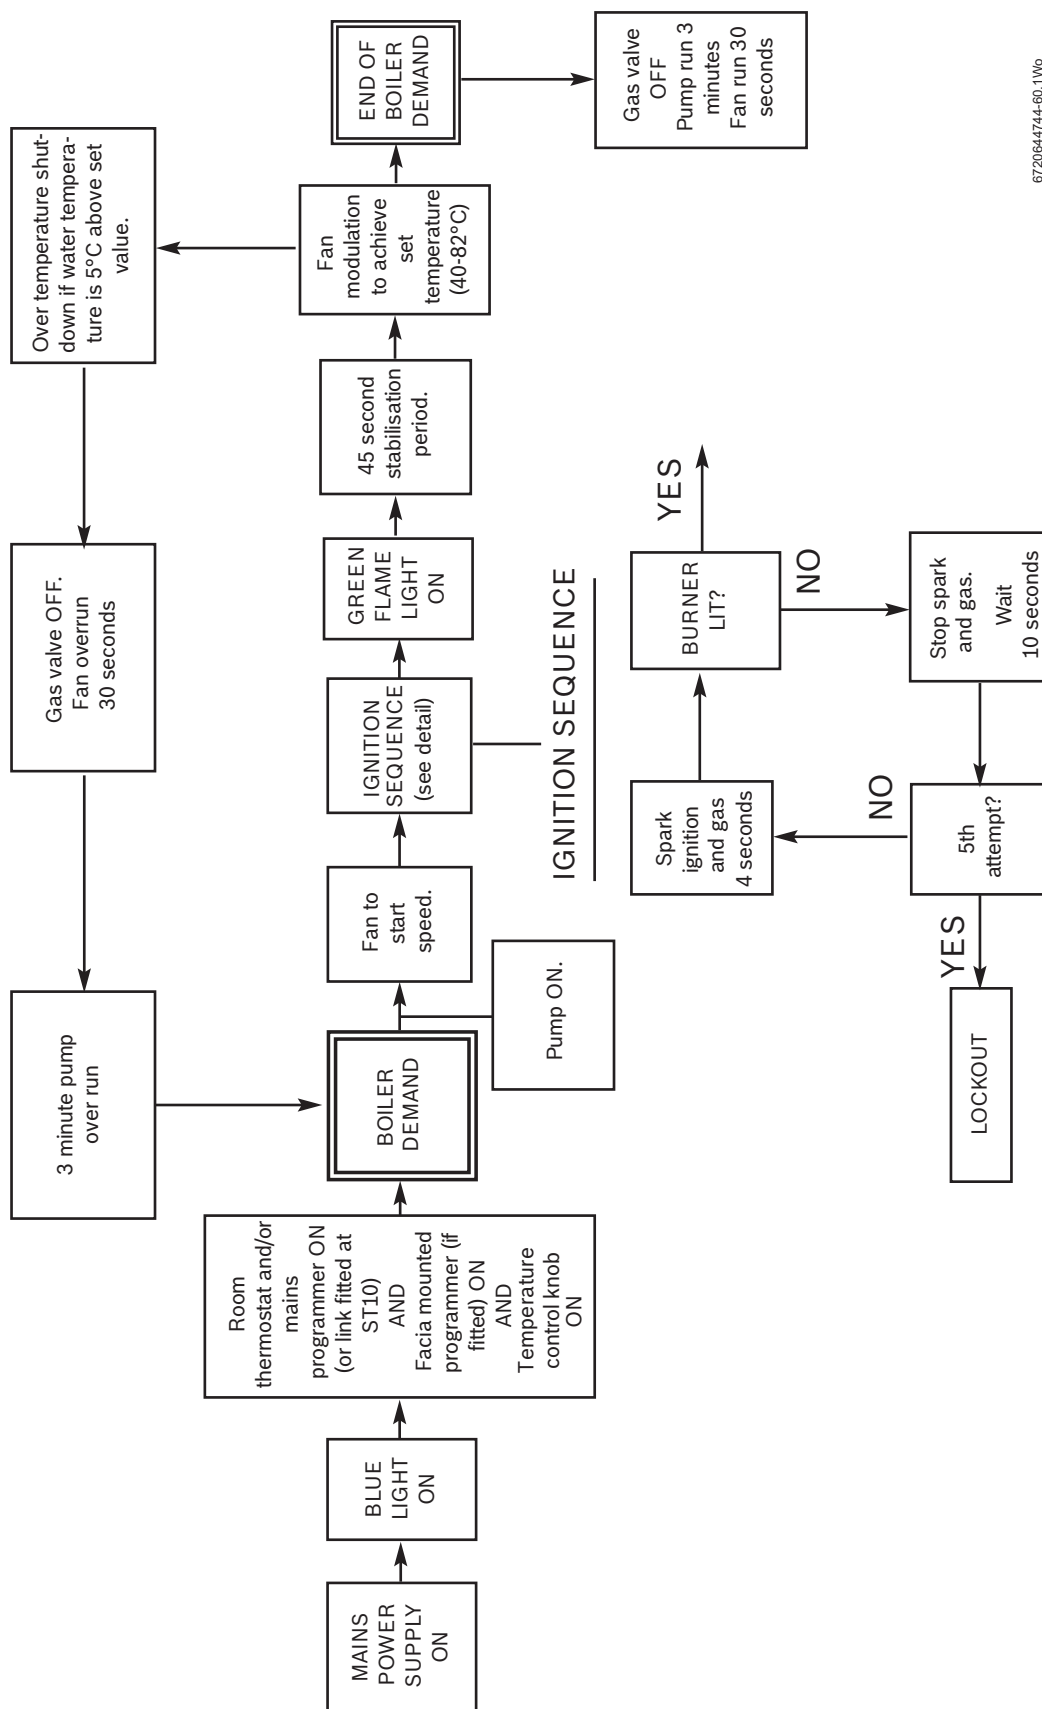 3 minute pump
over run
Gas valve OFF.
Fan overrun
30 seconds
Over temperature shut-
down if water tempera-
ture is 5°C above set
value.
MAINS
POWER
SUPPLY
ON
BLUE
LIGHT
ON
Room
thermostat and/or
mains
programmer ON
(or link fitted at
ST10)
AND
Facia mounted
programmer (if
fitted) ON
AND
Temperature
control knob
ON
BOILER
DEMAND
Pump ON.
Fan to
start
speed.
IGNITION
SEQUENCE
(see detail)
GREEN
FLAME
LIGHT
ON
45 second
stabilisation
period.
Fan
modulation
to achieve
set
temperature
(40-82°C)
END OF
BOILER
DEMAND
Gas valve
OFF
Pump run 3
minutes
Fan run 30
seconds
IGNITION SEQUENCE
Spark
ignition
and gas
4 seconds
BURNER
LIT?
YES
NO
Stop spark
and gas.
Wait
10 seconds
5th
attempt?
NO
YES
LOCKOUT
6720644744-60.1Wo